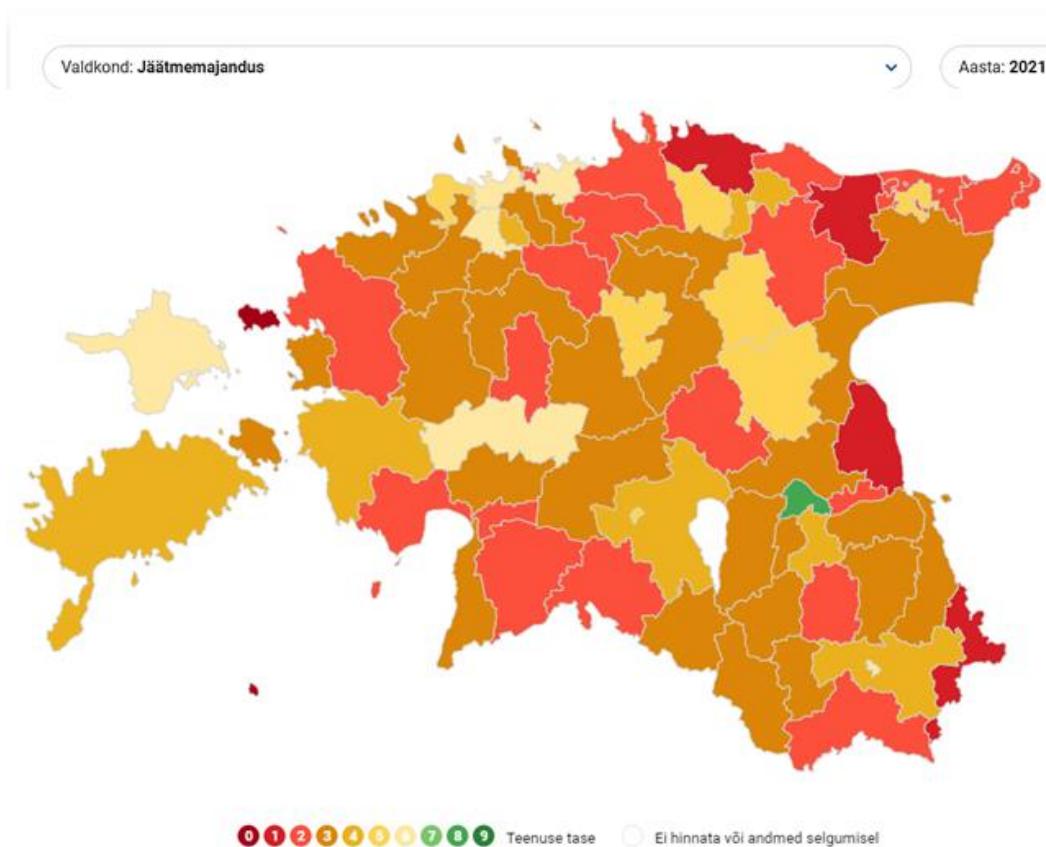 Valdkond: Jäätmemajandus
Aasta: 2021
0 1 2 3 4 5 6 7 8 9 Teenuse tase Ei hinnata või andmed selgumisel